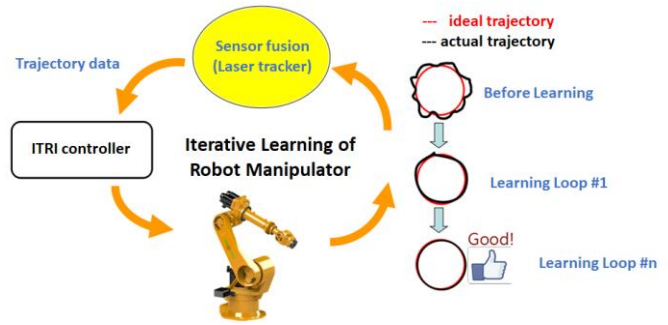 Sensor fusion
(Laser tracker)
Trajectory data
ITRI controller
Iterative Learning of
Robot Manipulator
--- ideal trajectory
--- actual trajectory
Before Learning
Learning Loop #1
Good!
Learning Loop #n